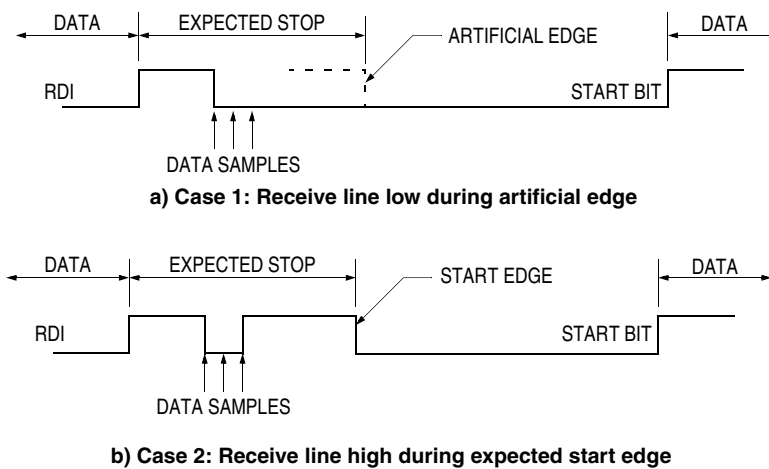 DATA EXPECTED STOP DATA
ARTIFICIAL EDGE
RDI START BIT
DATA SAMPLES
a) Case 1: Receive line low during artificial edge
DATA EXPECTED STOP DATA
START EDGE
RDI START BIT
DATA SAMPLES
b) Case 2: Receive line high during expected start edge